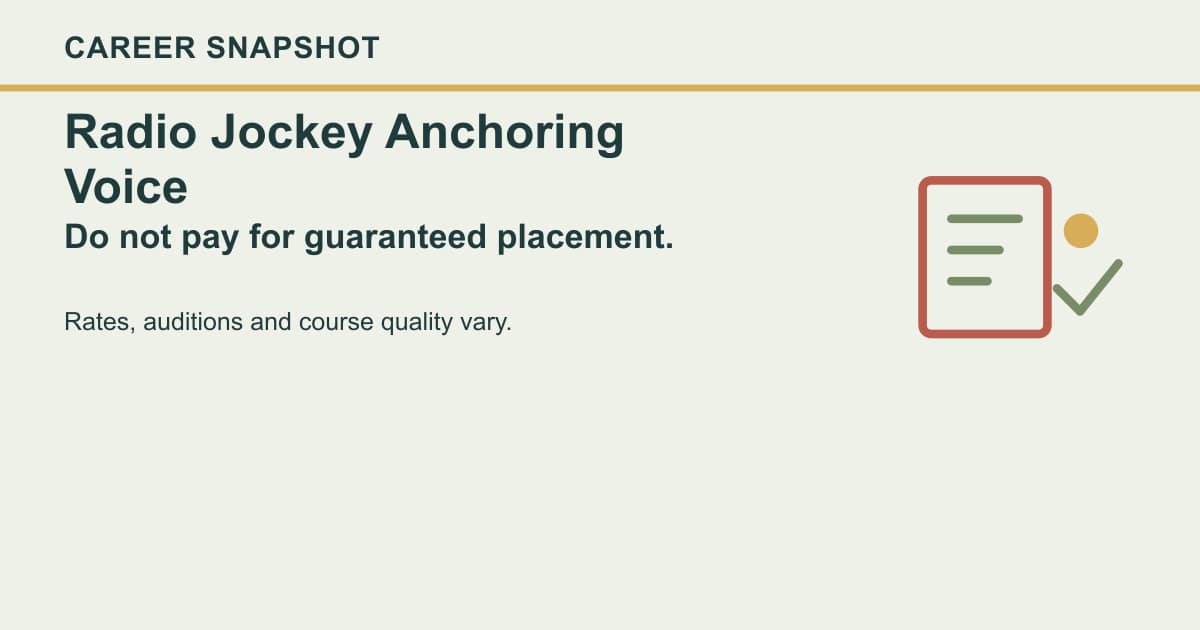 CAREER SNAPSHOT
Radio Jockey Anchoring
Voice
Do not pay for guaranteed placement.
Rates, auditions and course quality vary.